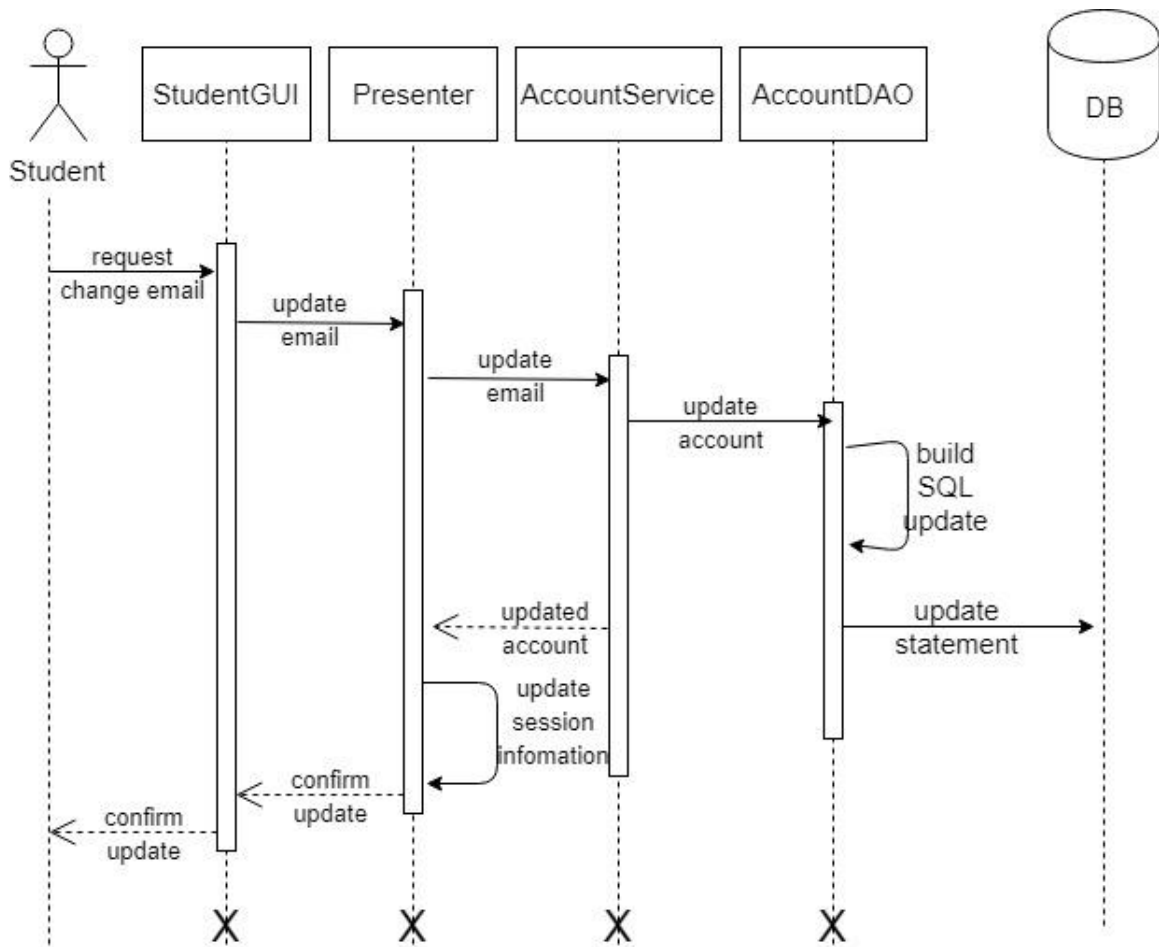 StudentGUI
Presenter
AccountService
AccountDAO
DB
Student
request
change email
update
email
update
email
update
account
build
SQL
update
updated
account
update
statement
update
session
infomation
confirm
update
confirm
update
X
X
X
X